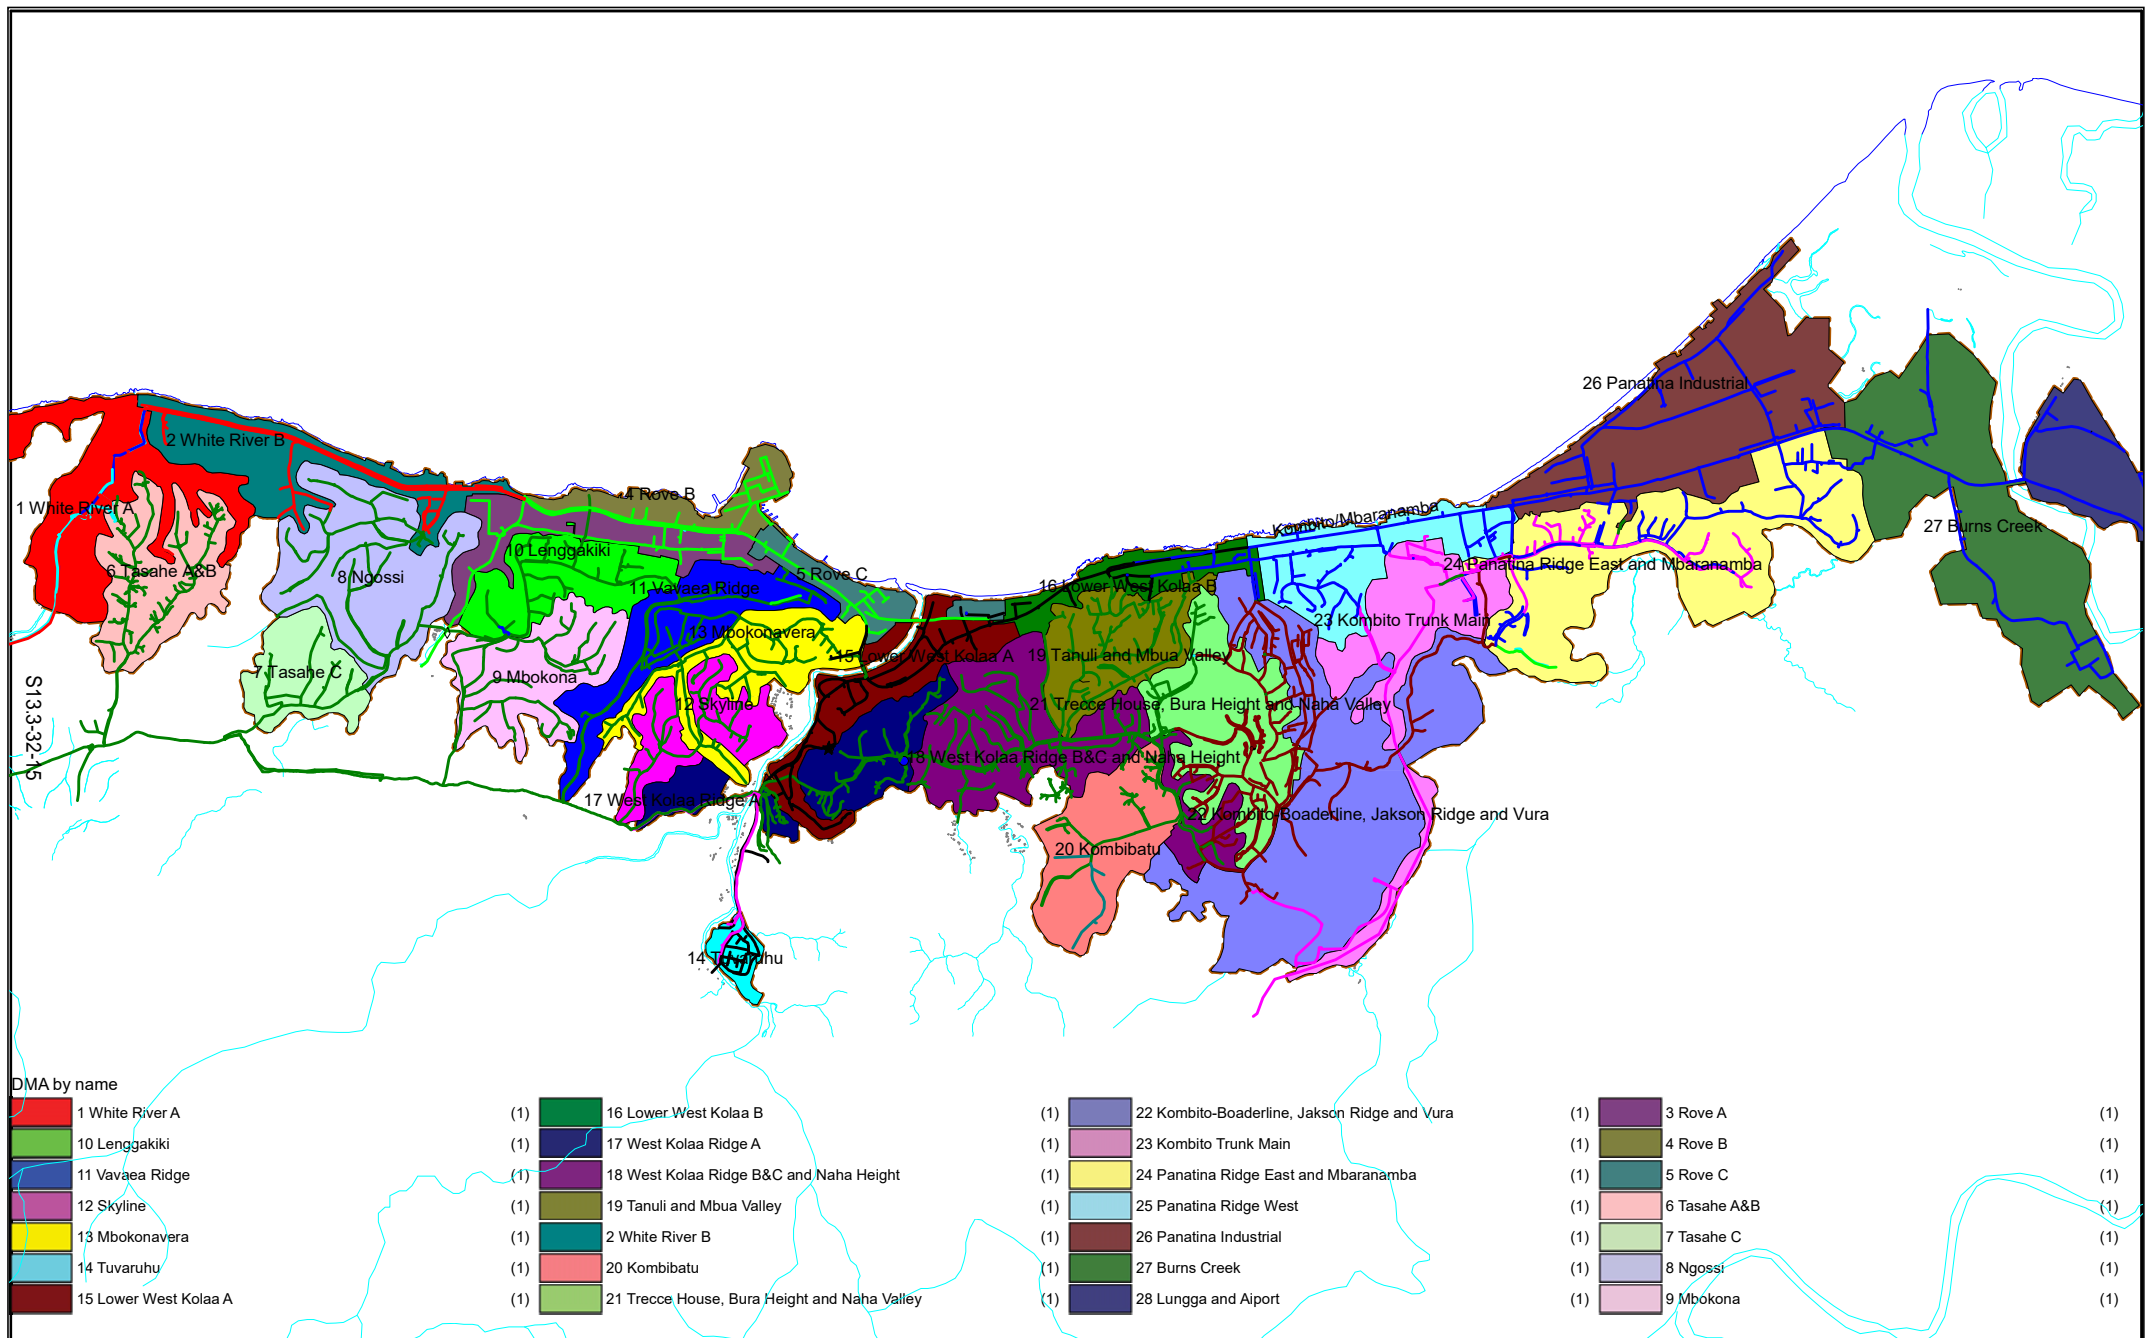 26 Panatina Industrial
2 White River B
4 Rove B
1 White River A
Kombito/Mbaranamba
27 Burns Creek
10 Lenggakiki
6 Tasahe A&B
8 Ngossi
5 Rove C
24 Panatina Ridge East and Mbaranamba
11 Vavaea Ridge
16 Lower West Kolaa B
23 Kombito Trunk Main
13 Mbokonavera
15 Lower West Kolaa A
19 Tanuli and Mbua Valley
7 Tasahe C
9 Mbokona
12 Skyline
21 Trecce House, Bura Height and Naha Valley
S13.3-32-15
18 West Kolaa Ridge B&C and Naha Height
17 West Kolaa Ridge A
22 Kombito-Boaderline, Jakson Ridge and Vura
20 Kombibatu
14 Tuvaruhu
DMA by name
1 White River A (1)
10 Lenggakiki (1)
11 Vavaea Ridge (1)
12 Skyline (1)
13 Mbokonavera (1)
14 Tuvaruhu (1)
15 Lower West Kolaa A (1)
16 Lower West Kolaa B (1)
17 West Kolaa Ridge A (1)
18 West Kolaa Ridge B&C and Naha Height (1)
19 Tanuli and Mbua Valley (1)
2 White River B (1)
20 Kombibatu (1)
21 Trecce House, Bura Height and Naha Valley (1)
22 Kombito-Boaderline, Jakson Ridge and Vura (1)
23 Kombito Trunk Main (1)
24 Panatina Ridge East and Mbaranamba (1)
25 Panatina Ridge West (1)
26 Panatina Industrial (1)
27 Burns Creek (1)
28 Lungga and Aiport (1)
3 Rove A (1)
4 Rove B (1)
5 Rove C (1)
6 Tasahe A&B (1)
7 Tasahe C (1)
8 Ngossi (1)
9 Mbokona (1)